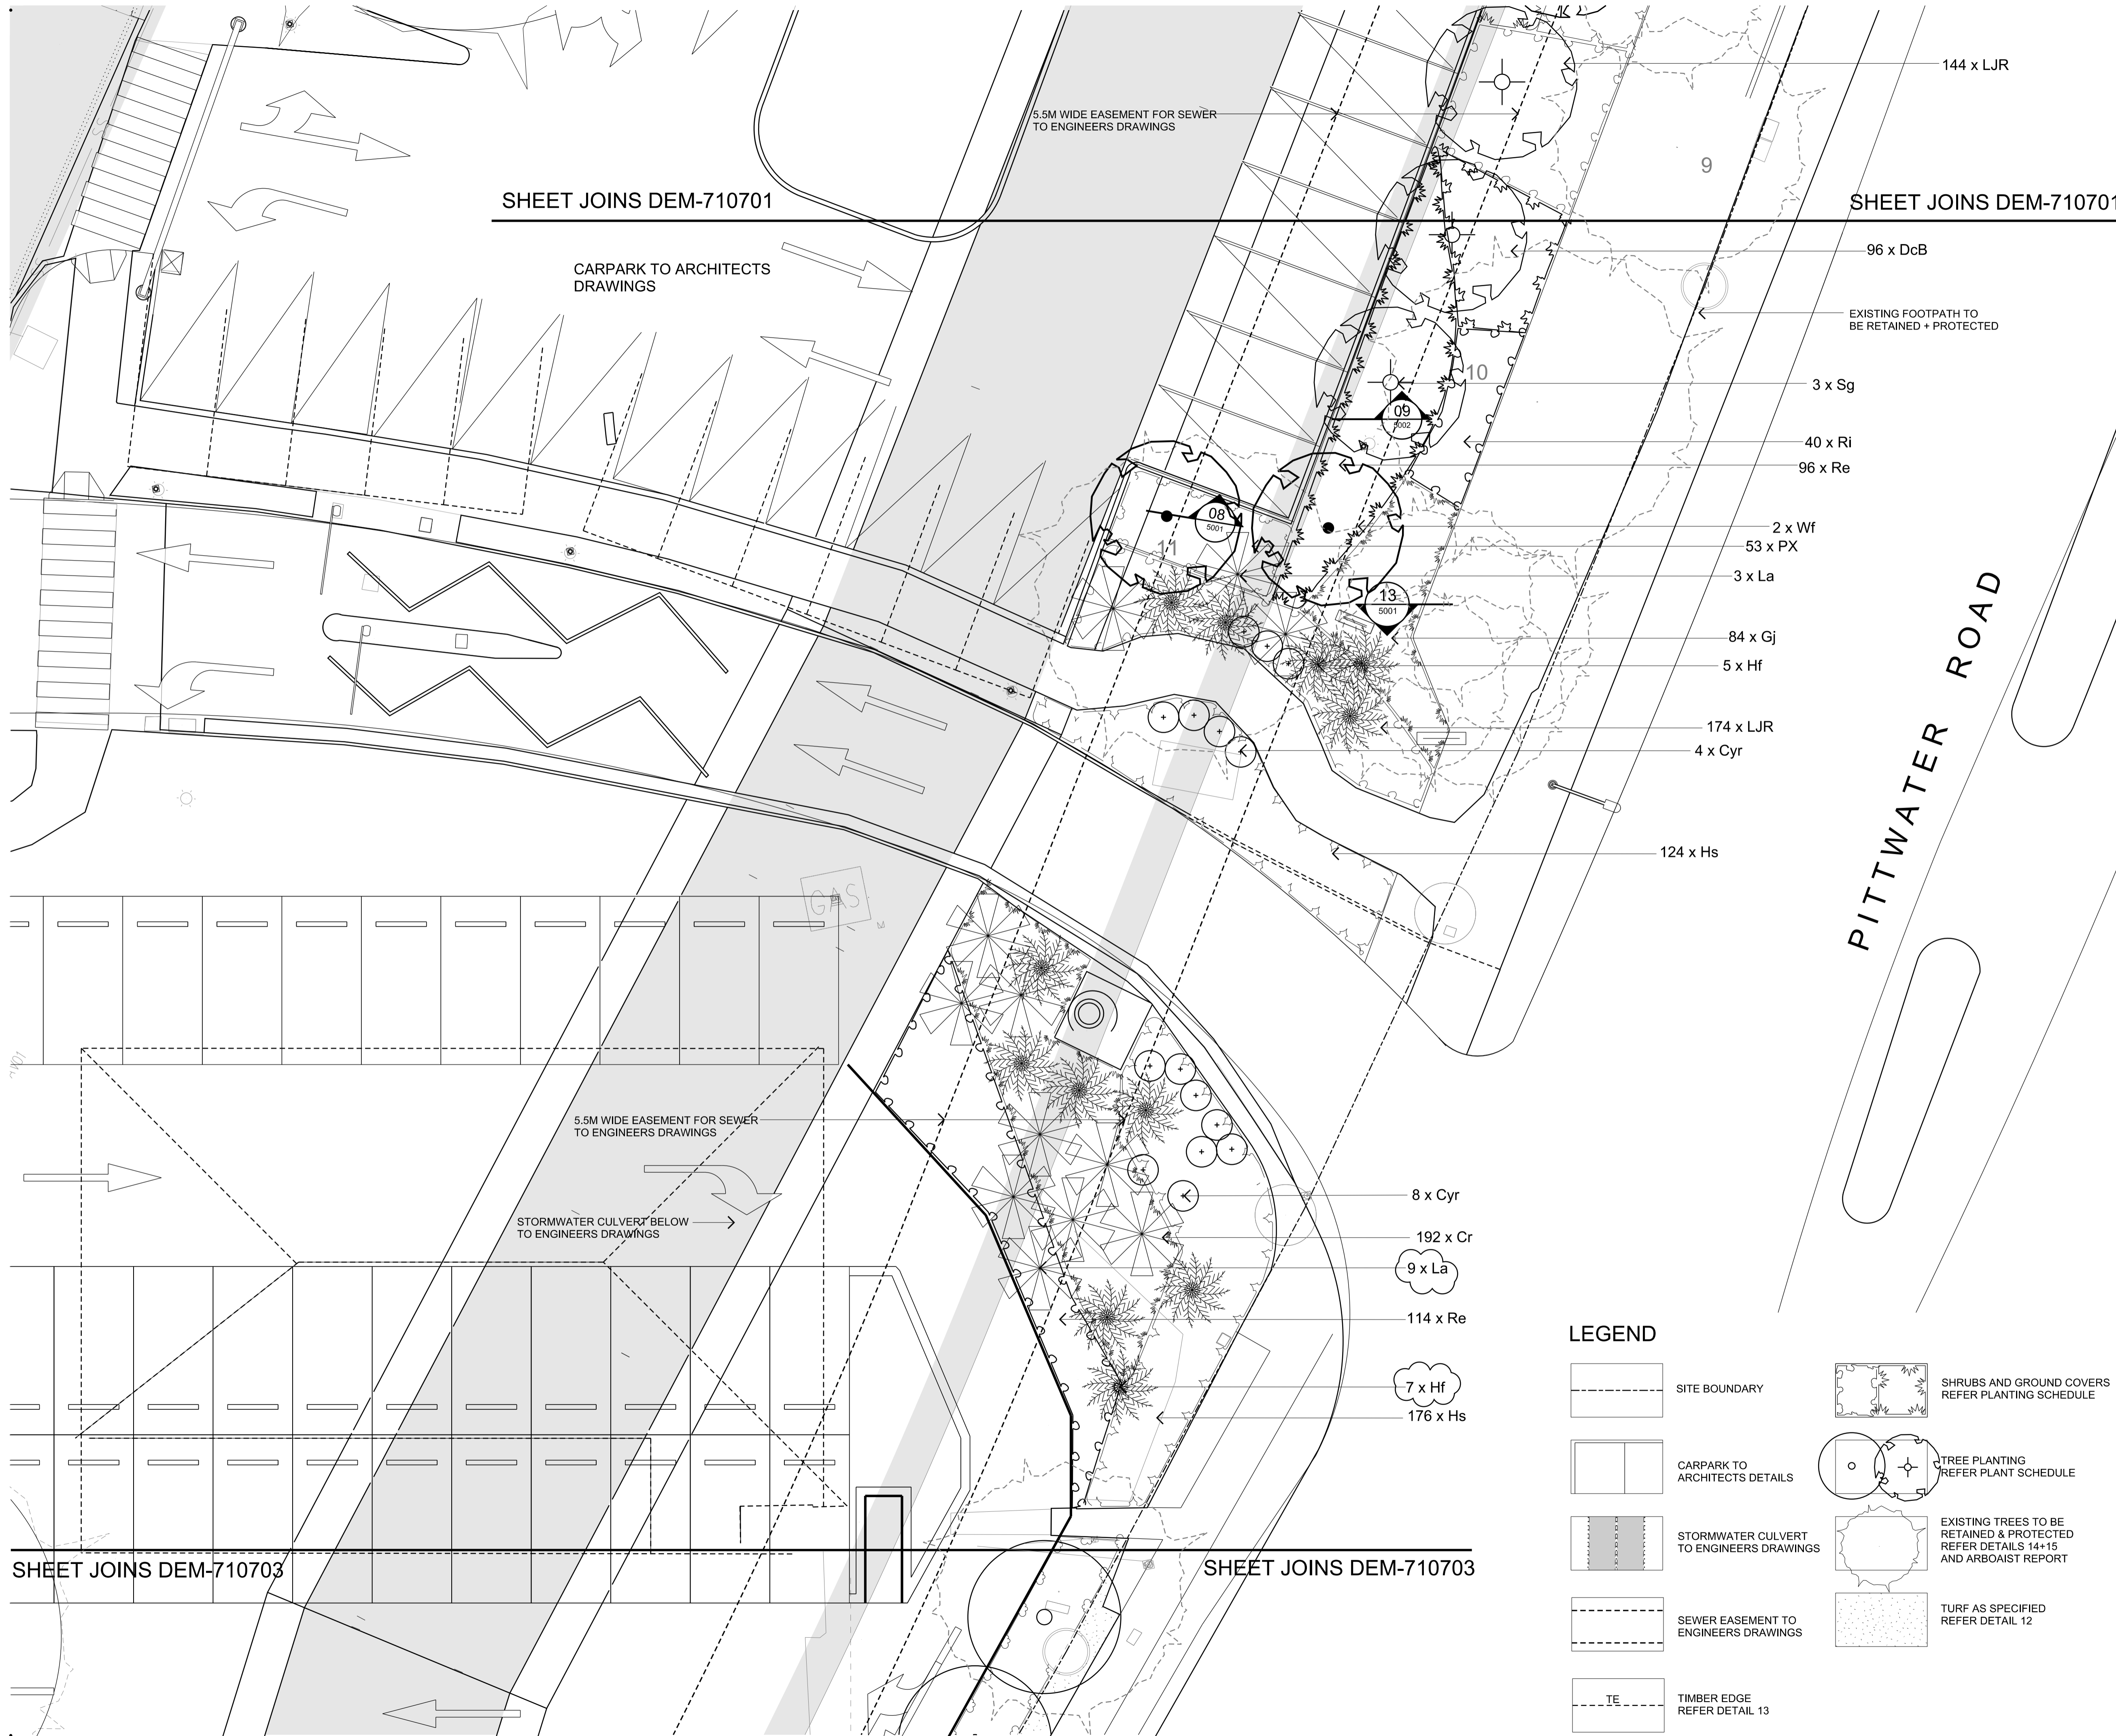 144 x LJR
5.5M WIDE EASEMENT FOR SEWER
TO ENGINEERS DRAWINGS
9
SHEET JOINS DEM-710701
SHEET JOINS DEM-710701
96 x DcB
CARPARK TO ARCHITECTS
DRAWINGS
EXISTING FOOTPATH TO
BE RETAINED + PROTECTED
10
3 x Sg
09
5002
40 x Ri
96 x Re
08
5001
2 x Wf
11
53 x PX
3 x La
13
5001
84 x Gj
5 x Hf
174 x LJR
4 x Cyr
PITTWATER ROAD
124 x Hs
GAS
M
5.5M WIDE EASEMENT FOR SEWER
TO ENGINEERS DRAWINGS
8 x Cyr
STORMWATER CULVERT BELOW
TO ENGINEERS DRAWINGS
192 x Cr
9 x La
114 x Re
7 x Hf
176 x Hs
LEGEND
SITE BOUNDARY
SHRUBS AND GROUND COVERS
REFER PLANTING SCHEDULE
CARPARK TO
ARCHITECTS DETAILS
TREE PLANTING
REFER PLANT SCHEDULE
STORMWATER CULVERT
TO ENGINEERS DRAWINGS
EXISTING TREES TO BE
RETAINED & PROTECTED
REFER DETAILS 14+15
AND ARBOAIST REPORT
SHEET JOINS DEM-710703
SHEET JOINS DEM-710703
SEWER EASEMENT TO
ENGINEERS DRAWINGS
TURF AS SPECIFIED
REFER DETAIL 12
TE
TIMBER EDGE
REFER DETAIL 13